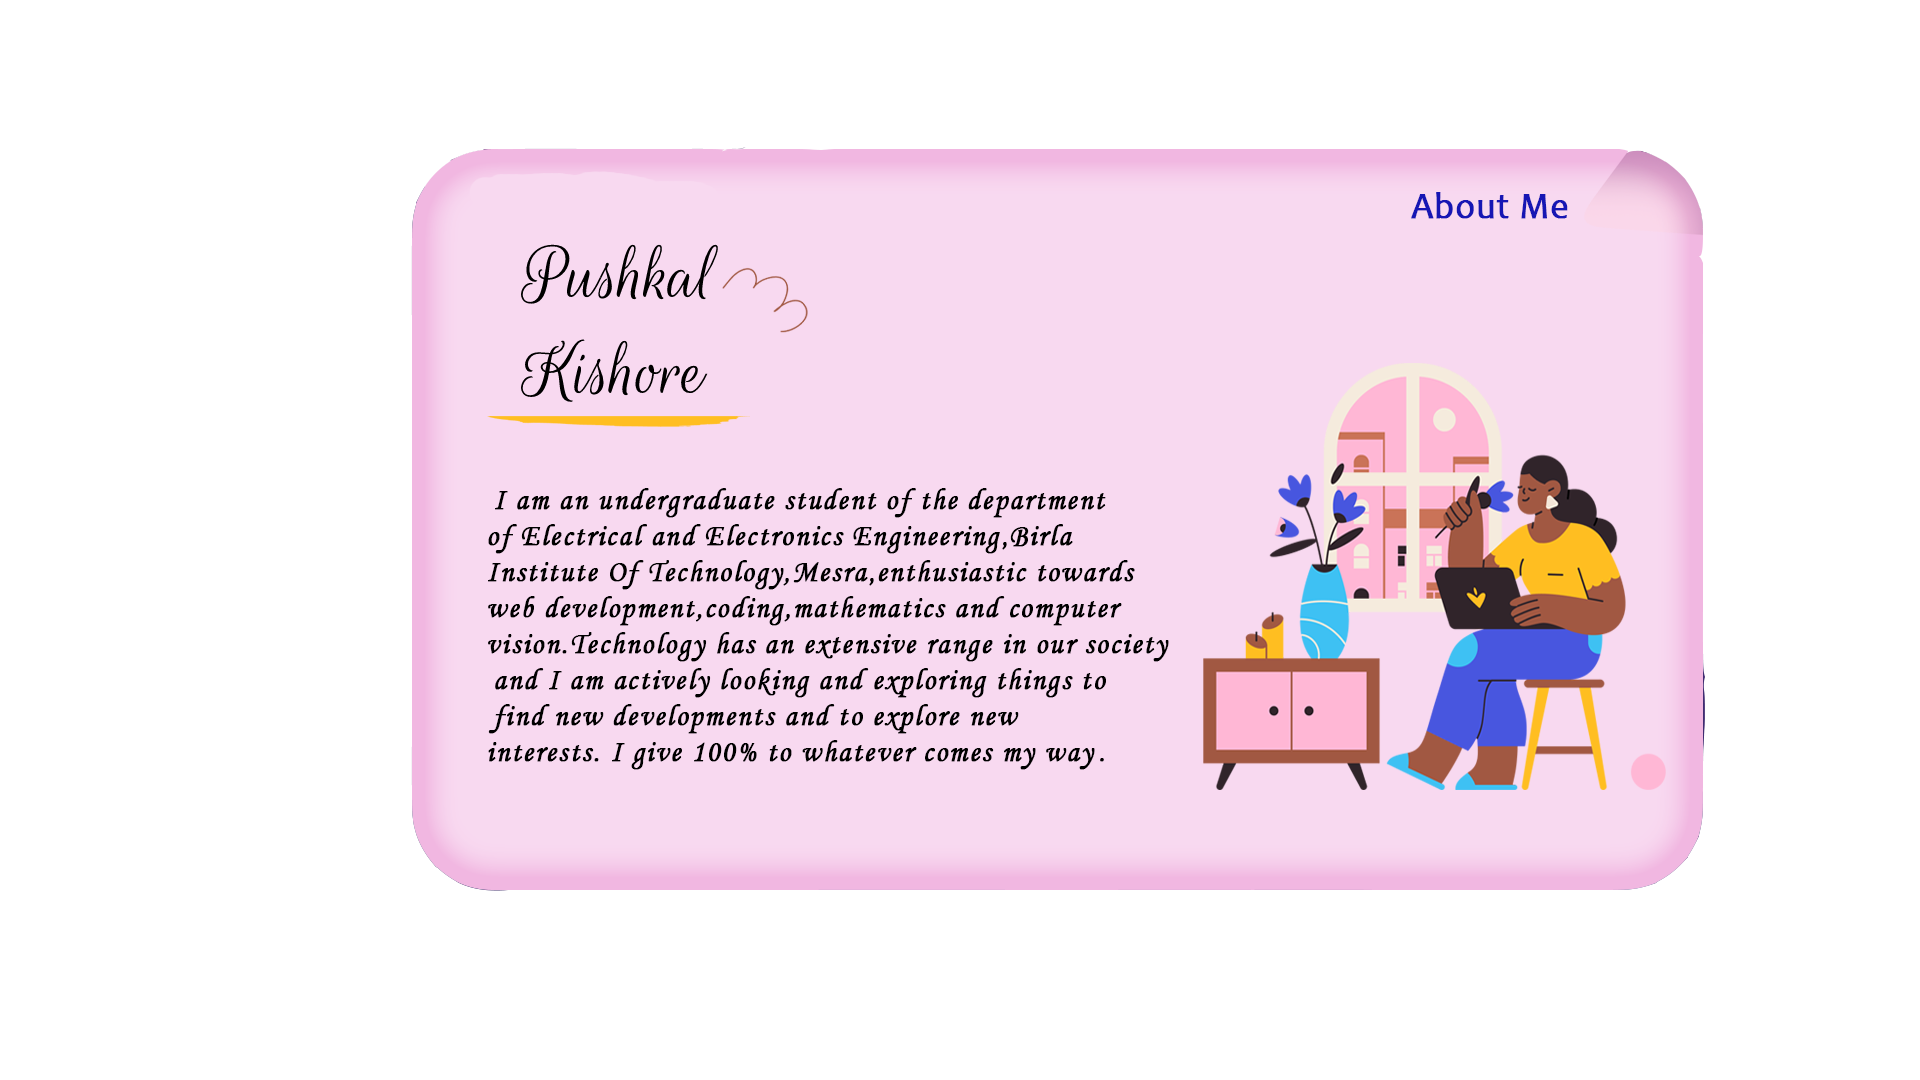 About Me
Pushkal
Kishore
I am an undergraduate student of the department
of Electrical and Electronics Engineering,Birla
Institute Of Technology,Mesra,enthusiastic towards
web development,coding,mathematics and computer
vision.Technology has an extensive range in our society
and I am actively looking and exploring things to
find new developments and to explore new
interests. I give 100% to whatever comes my way.